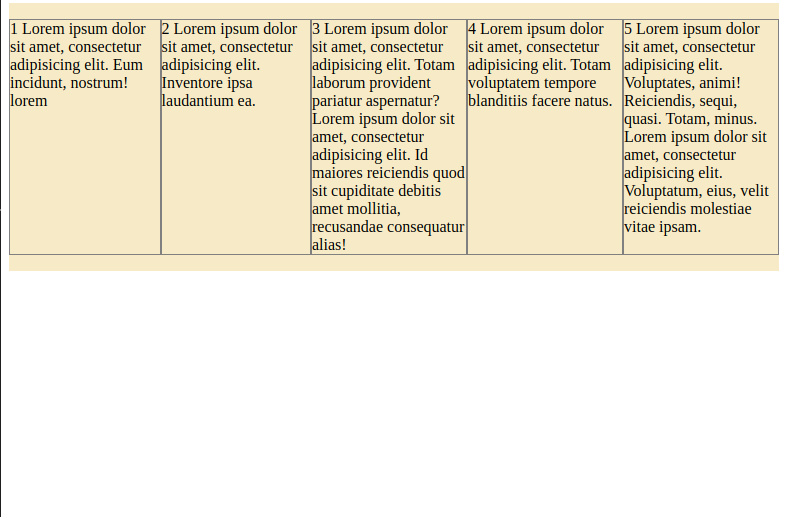 1 Lorem ipsum dolor
sit amet, consectetur
adipisicing elit. Eum
incidunt, nostrum!
lorem
2 Lorem ipsum dolor
sit amet, consectetur
adipisicing elit.
Inventore ipsa
laudantium ea.
3 Lorem ipsum dolor
sit amet, consectetur
adipisicing elit. Totam
laborum provident
pariatur aspernatur?
Lorem ipsum dolor sit
amet, consectetur
adipisicing elit. Id
maiores reiciendis quod
sit cupiditate debitis
amet mollitia,
recusandae consequatur
alias!
4 Lorem ipsum dolor
sit amet, consectetur
adipisicing elit. Totam
voluptatem tempore
blanditiis facere natus.
5 Lorem ipsum dolor
sit amet, consectetur
adipisicing elit.
Voluptates, animi!
Reiciendis, sequi,
quasi. Totam, minus.
Lorem ipsum dolor sit
amet, consectetur
adipisicing elit.
Voluptatum, eius, velit
reiciendis molestiae
vitae ipsam.